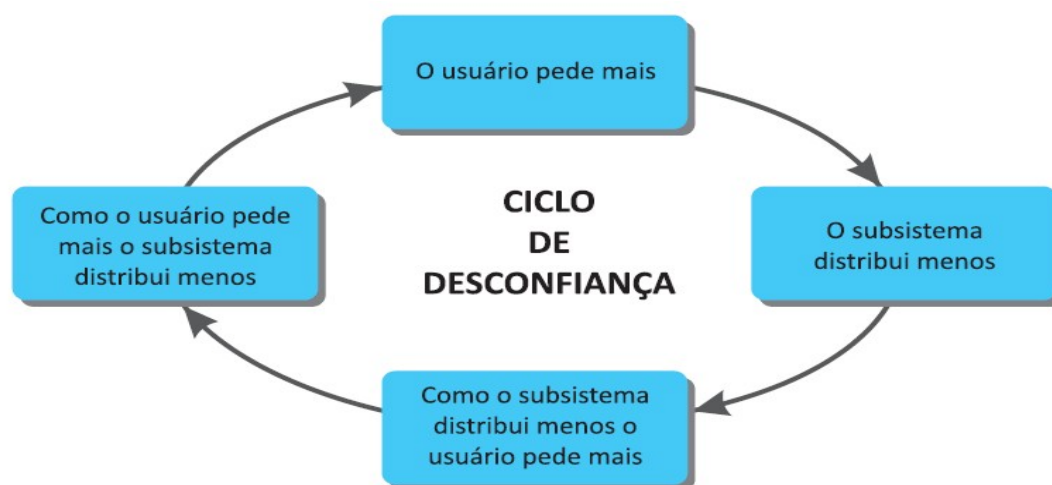 O usuário pede mais
CICLO
DE
DESCONFIANÇA
O subsistema
distribui menos
Como o subsistema
distribui menos o
usuário pede mais
Como o usuário pede
mais o subsistema
distribui menos